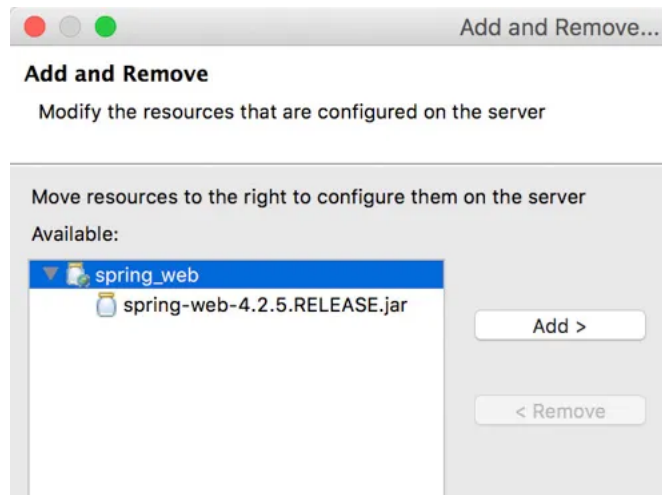 Add and Remove...
Add and Remove
Modify the resources that are configured on the server
Move resources to the right to configure them on the server
Available:
spring_web
spring-web-4.2.5.RELEASE.jar
Add >
< Remove